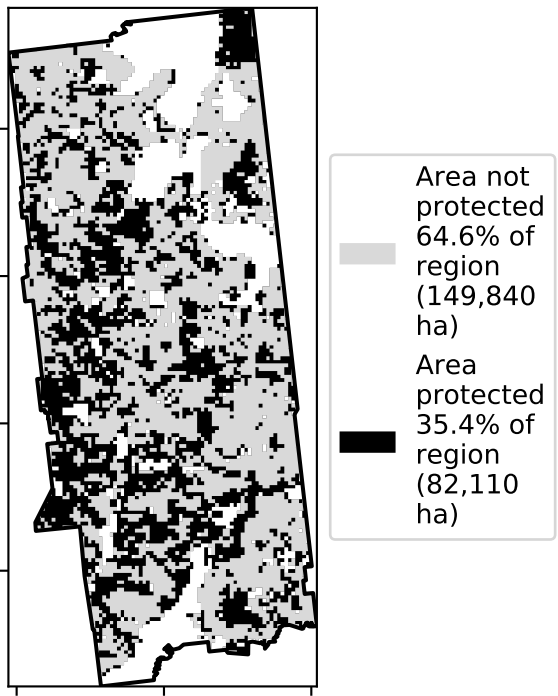 Area not
protected
64.6% of
region
(149,840
ha)
Area
protected
35.4% of
region
(82,110
ha)